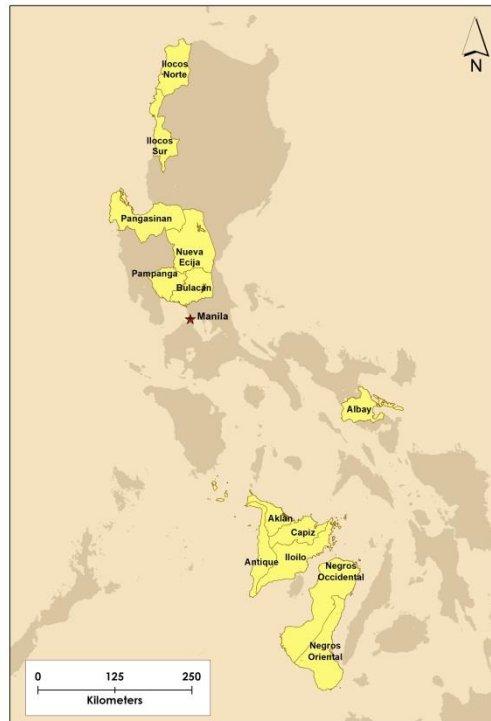 N
Ilocos
Norte
Ilocos
Sur
Pangasinan
Nueva
Ecija
Pampanga
Bulacan
Manila
Albay
Aklan
Capiz
Iloilo
Antique
Negros
Occidental
Negros
Oriental
0 125 250
Kilometers